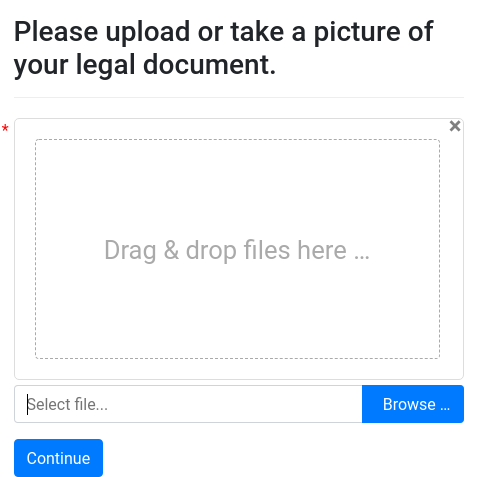 Please upload or take a picture of
your legal document.
*
×
Drag & drop files here …
Select file...
Browse …
Continue